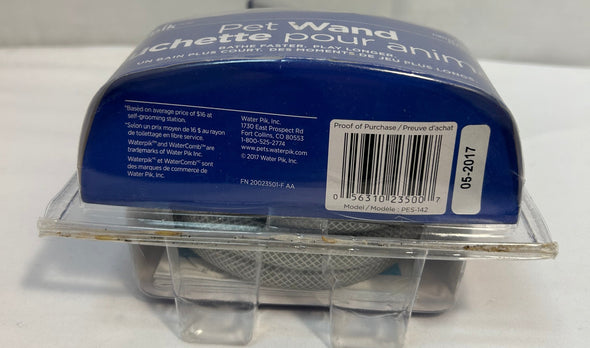 Pet Wand
pour anim
BATHE FASTER. PLAY LONGER.
UN BAIN PLUS COURT. DES MOMENTS DE JEU PLUS LONGS
*Based on average price of $16 at
self-grooming station.
*Selon un prix moyen de 16 $ au rayon
de toilettage en libre service.
Waterpik™ and WaterComb™ are
trademarks of Water Pik, Inc.
Waterpik™ et WaterComb™ sont
des marques de commerce de
Water Pik, Inc.
Water Pik, Inc.
1730 East Prospect Rd
Fort Collins, CO 80553
1-800-525-2774
www.pets.waterpik.com
© 2017 Water Pik, Inc.
FN 20023501-F AA
Proof of Purchase / Preuve d'achat
0 56310 23500 7
Model / Modèle : PES-142
05-2017